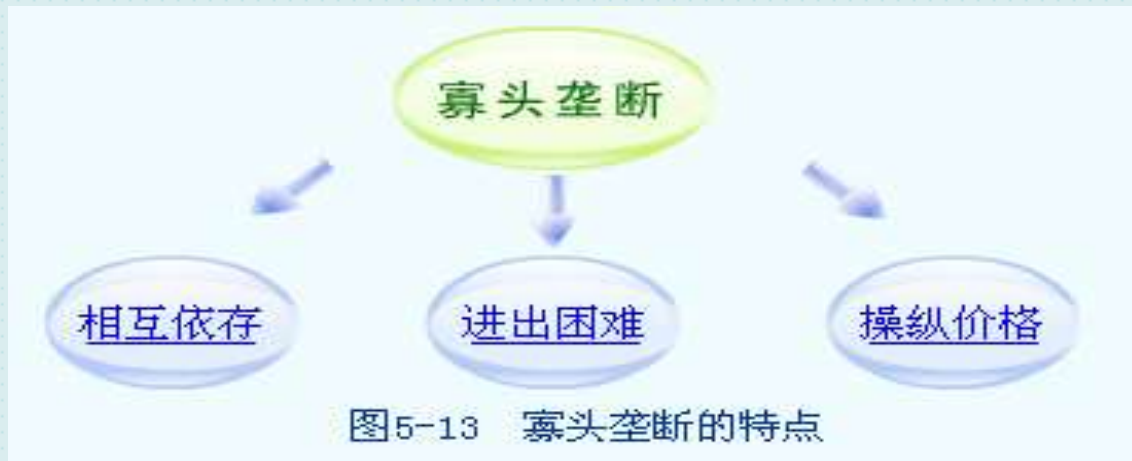 寡头垄断
相互依存
进出困难
操纵价格
图5-13 寡头垄断的特点